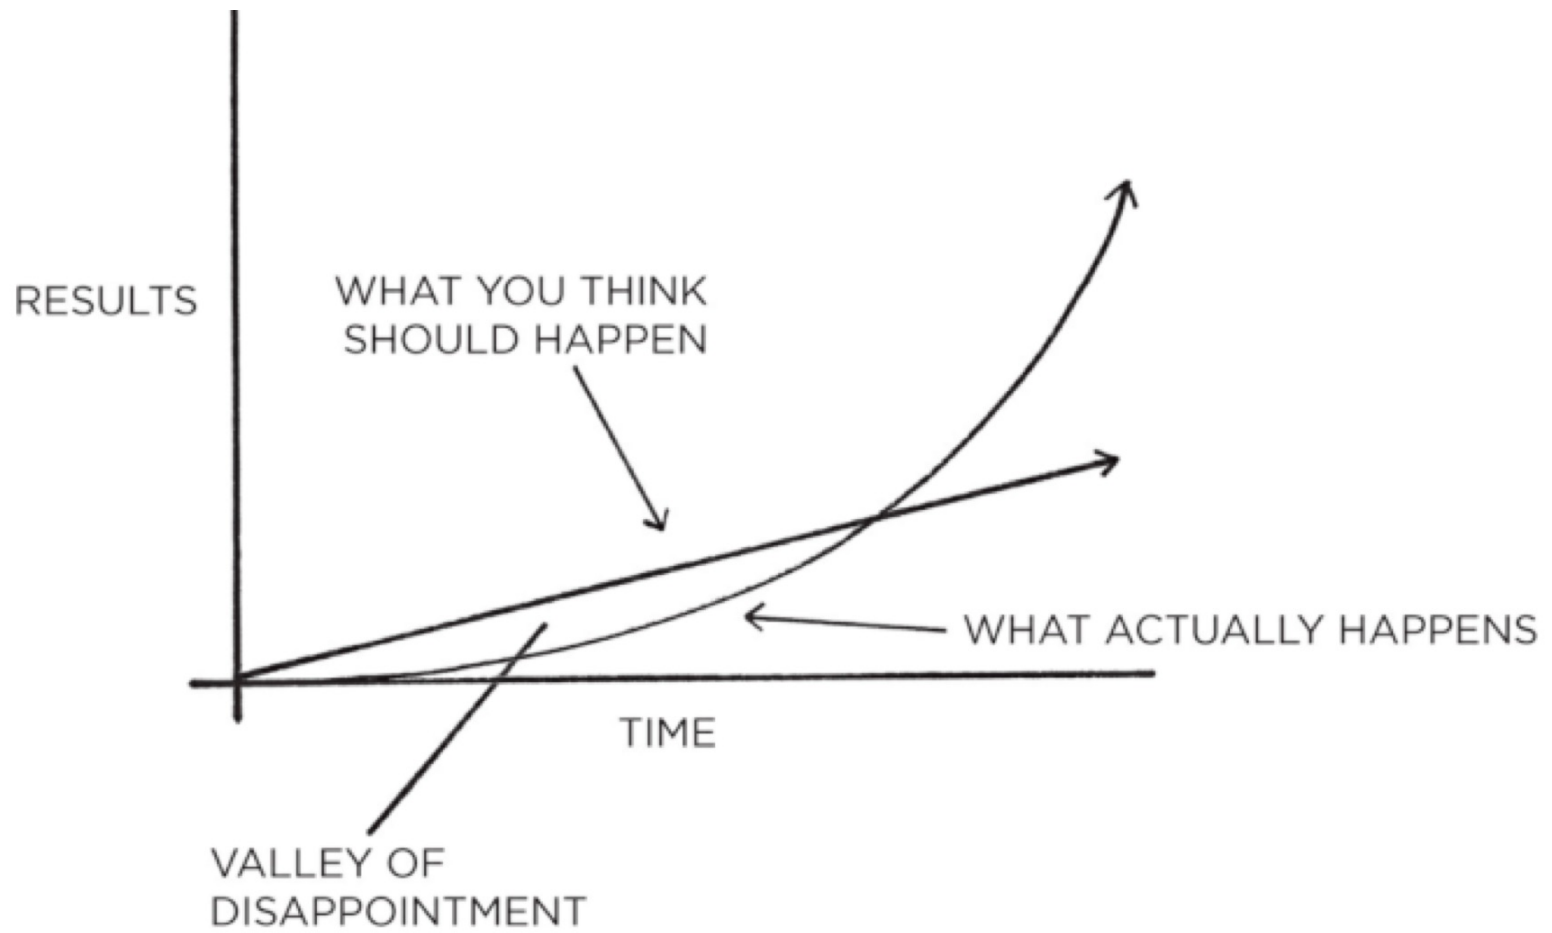 RESULTS
WHAT YOU THINK
SHOULD HAPPEN
WHAT ACTUALLY HAPPENS
TIME
VALLEY OF
DISAPPOINTMENT